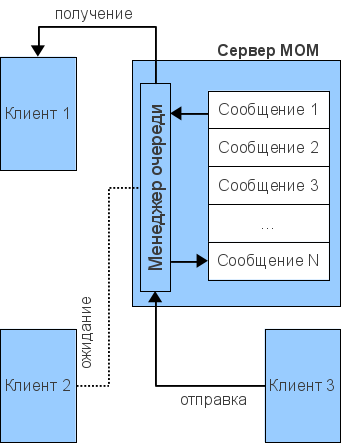 получение
Сервер МОМ
Клиент 1
Менеджер очереди
Сообщение 1
Сообщение 2
Сообщение 3
...
Сообщение N
ожидание
Клиент 2
отправка
Клиент 3